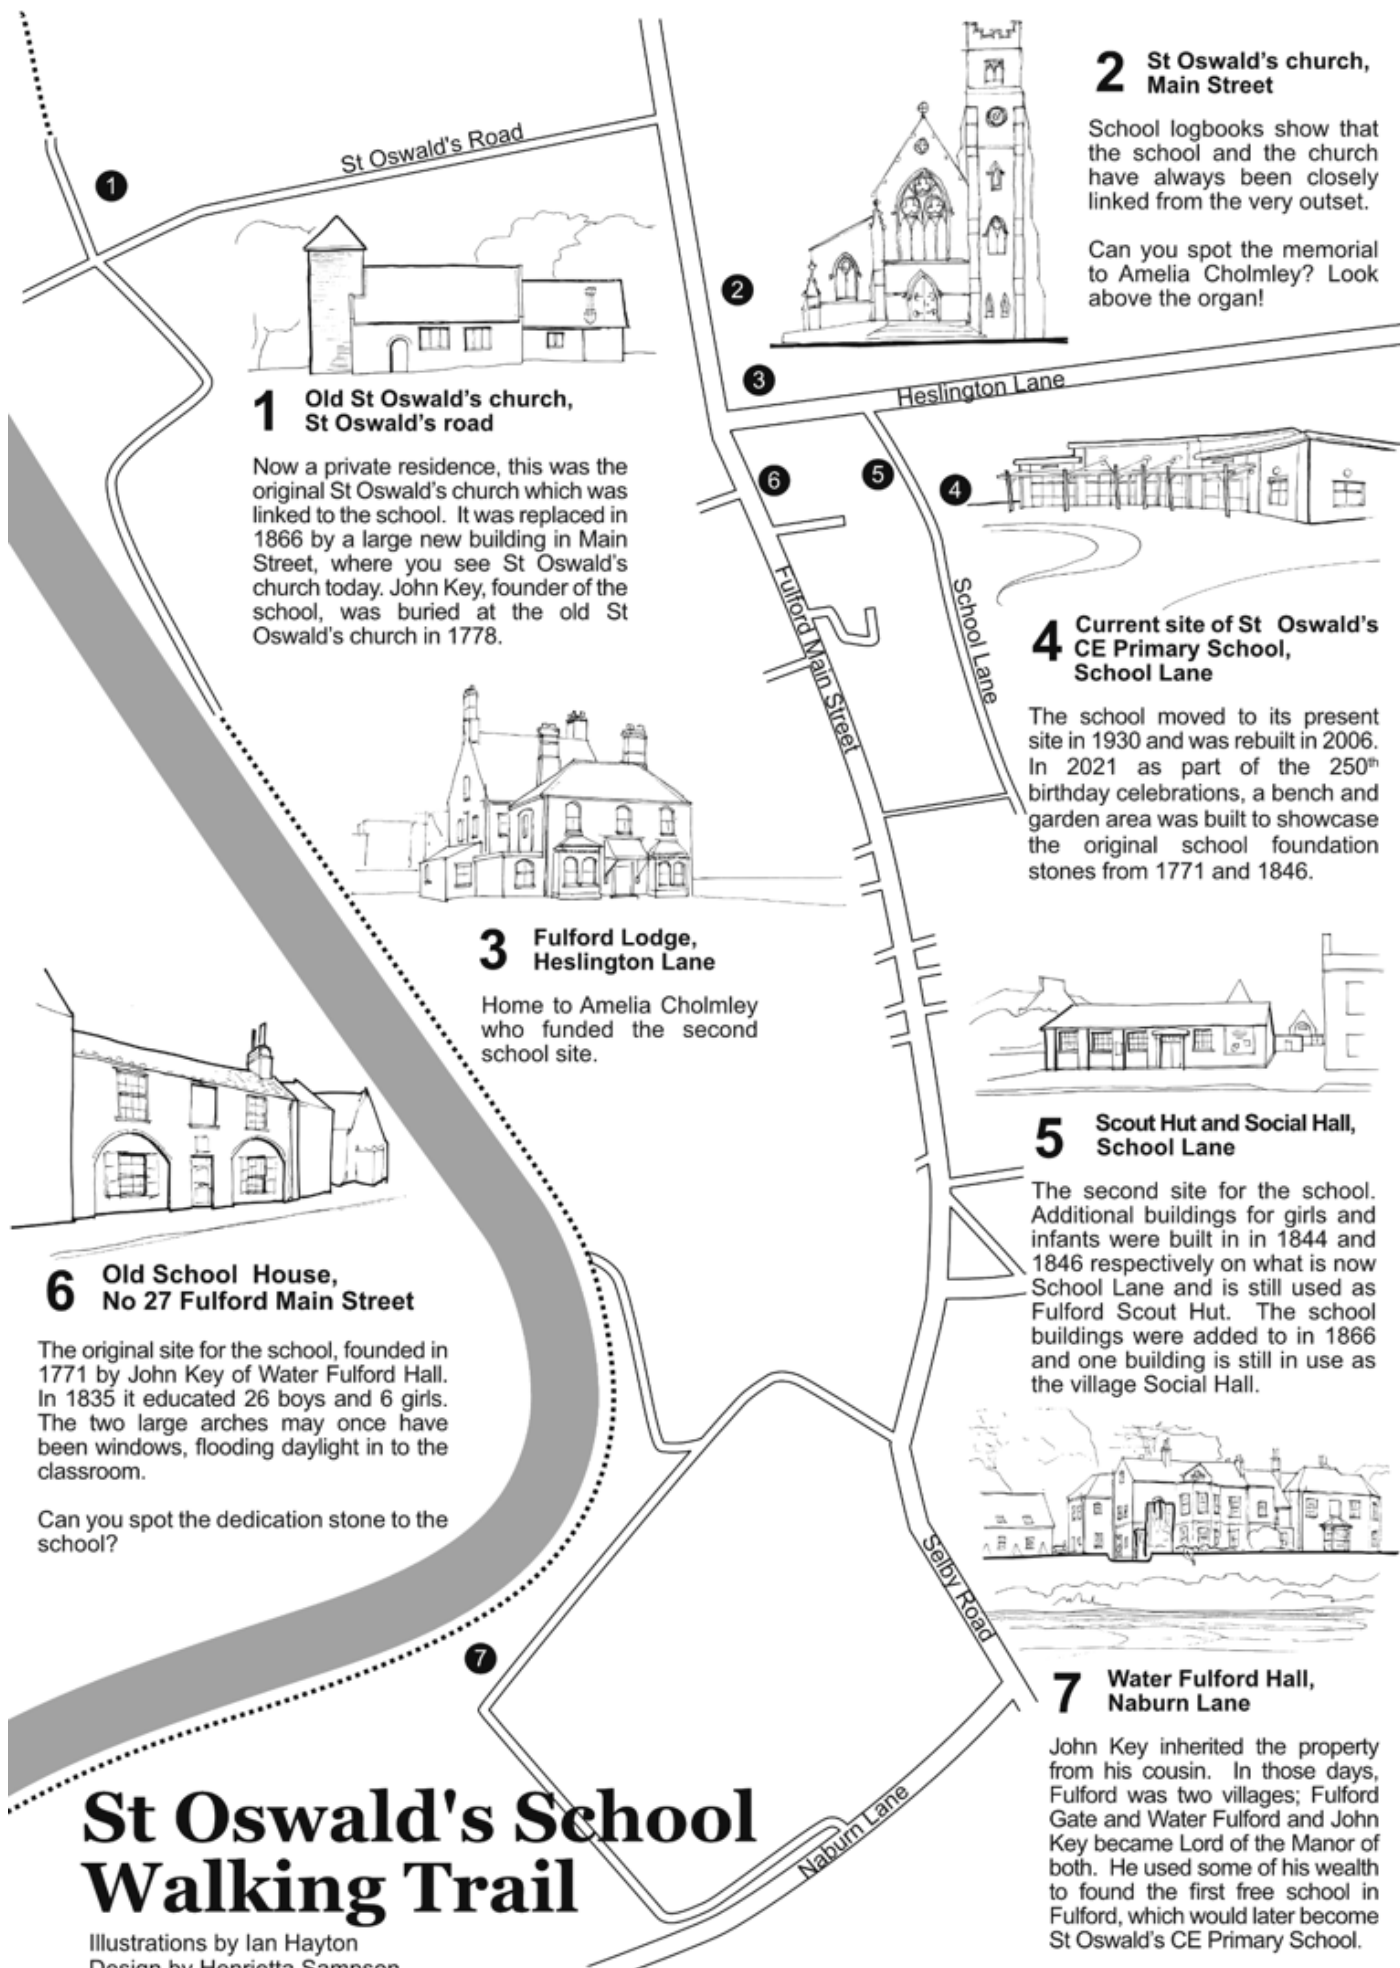 St Oswald's Road
1
2
3
Heslington Lane
6
5
4
Fulford Main Street
School Lane
7
Selby Road
Naburn Lane
1 Old St Oswald's church,
St Oswald's road
Now a private residence, this was the
original St Oswald's church which was
linked to the school. It was replaced in
1866 by a large new building in Main
Street, where you see St Oswald's
church today. John Key, founder of the
school, was buried at the old St
Oswald's church in 1778.
2 St Oswald's church,
Main Street
School logbooks show that
the school and the church
have always been closely
linked from the very outset.
Can you spot the memorial
to Amelia Cholmley? Look
above the organ!
3 Fulford Lodge,
Heslington Lane
Home to Amelia Cholmley
who funded the second
school site.
4 Current site of St Oswald's
CE Primary School,
School Lane
The school moved to its present
site in 1930 and was rebuilt in 2006.
In 2021 as part of the 250th
birthday celebrations, a bench and
garden area was built to showcase
the original school foundation
stones from 1771 and 1846.
5 Scout Hut and Social Hall,
School Lane
The second site for the school.
Additional buildings for girls and
infants were built in in 1844 and
1846 respectively on what is now
School Lane and is still used as
Fulford Scout Hut. The school
buildings were added to in 1866
and one building is still in use as
the village Social Hall.
6 Old School House,
No 27 Fulford Main Street
The original site for the school, founded in
1771 by John Key of Water Fulford Hall.
In 1835 it educated 26 boys and 6 girls.
The two large arches may once have
been windows, flooding daylight in to the
classroom.
Can you spot the dedication stone to the
school?
7 Water Fulford Hall,
Naburn Lane
John Key inherited the property
from his cousin. In those days,
Fulford was two villages; Fulford
Gate and Water Fulford and John
Key became Lord of the Manor of
both. He used some of his wealth
to found the first free school in
Fulford, which would later become
St Oswald's CE Primary School.
St Oswald's School
Walking Trail
Illustrations by Ian Hayton
Design by Henrietta Sampson